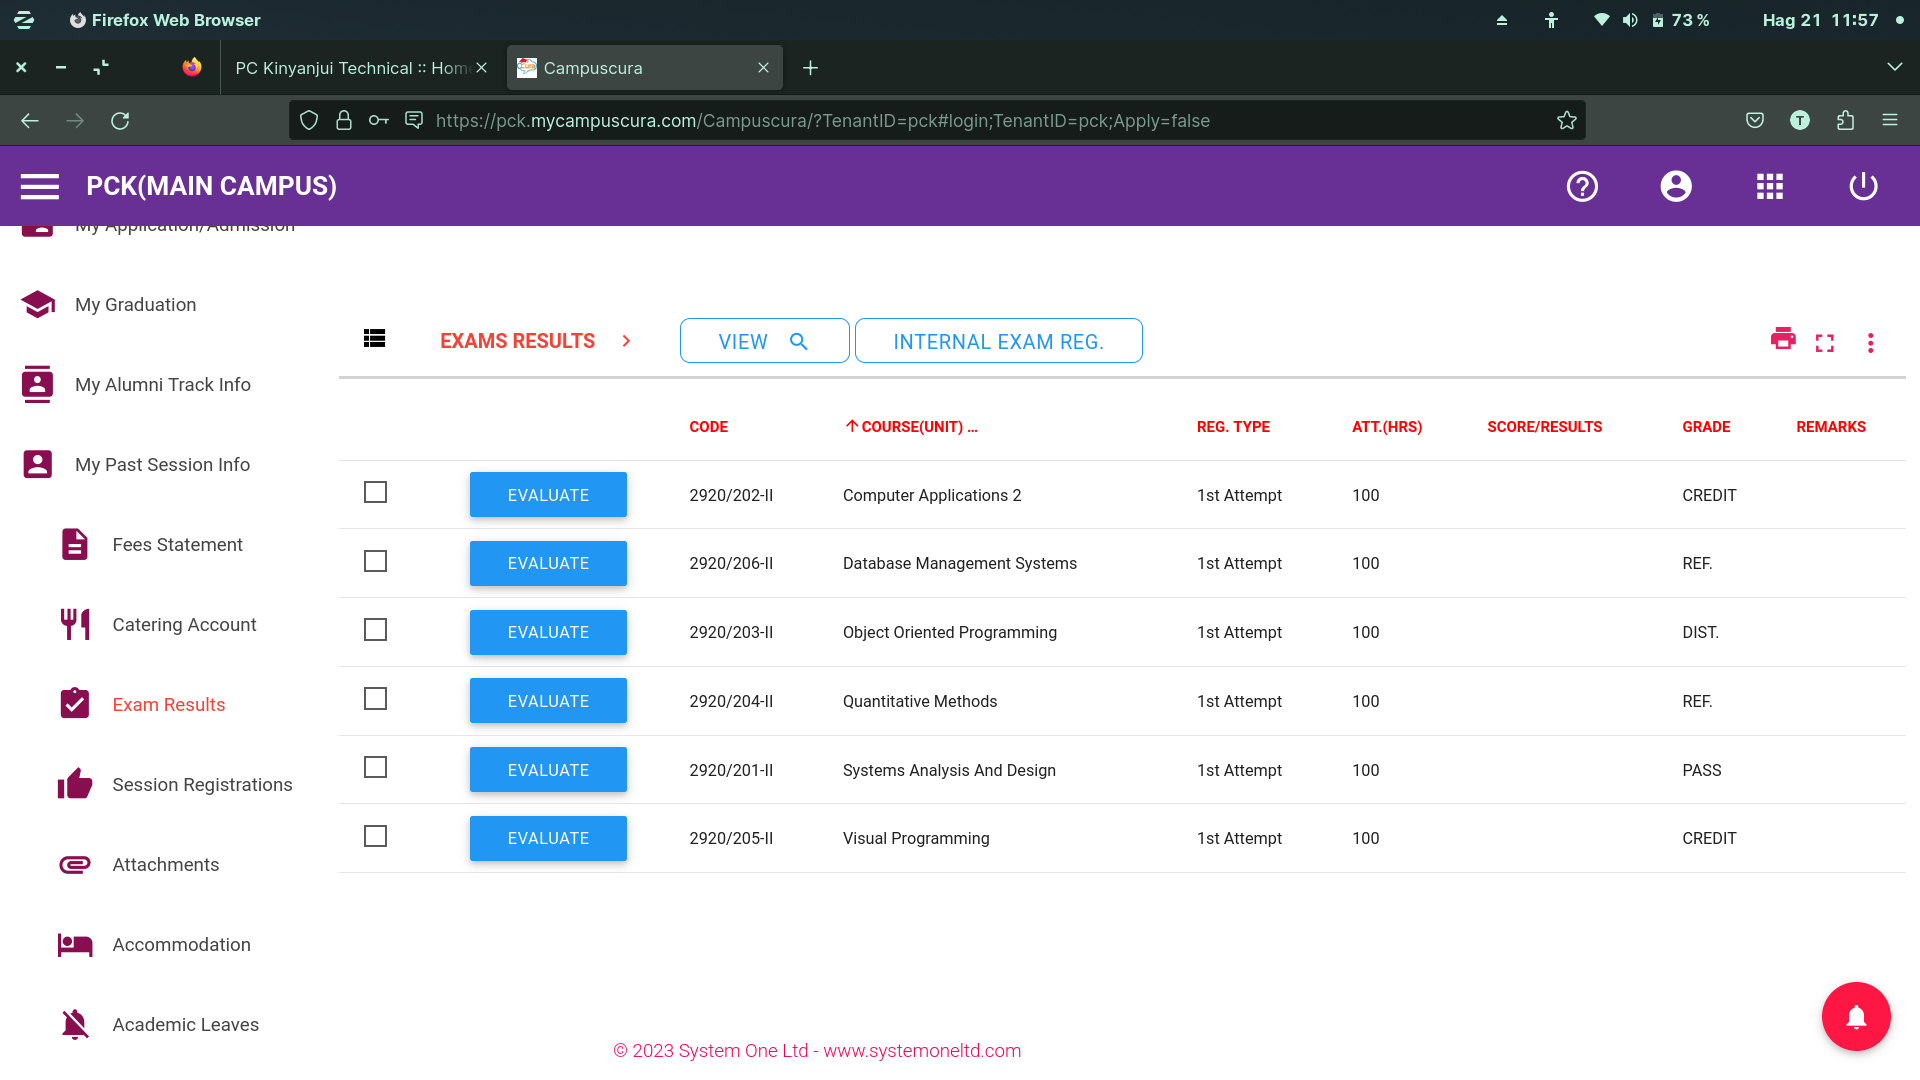 Firefox Web Browser
73 %
Hag 21 11:57
PC Kinyanjui Technical :: Hom
Campuscura
https://pck.mycampuscura.com/Campuscura/?TenantID=pck#login;TenantID=pck;Apply=false
T
PCK(MAIN CAMPUS)
My Application/Admission
My Graduation
My Alumni Track Info
My Past Session Info
Fees Statement
Catering Account
Exam Results
Session Registrations
Attachments
Accommodation
Academic Leaves
EXAMS RESULTS
VIEW
INTERNAL EXAM REG.
CODE COURSE(UNIT) ... REG. TYPE ATT.(HRS) SCORE/RESULTS GRADE REMARKS
EVALUATE 2920/202-II Computer Applications 2 1st Attempt 100 CREDIT
EVALUATE 2920/206-II Database Management Systems 1st Attempt 100 REF.
EVALUATE 2920/203-II Object Oriented Programming 1st Attempt 100 DIST.
EVALUATE 2920/204-II Quantitative Methods 1st Attempt 100 REF.
EVALUATE 2920/201-II Systems Analysis And Design 1st Attempt 100 PASS
EVALUATE 2920/205-II Visual Programming 1st Attempt 100 CREDIT
© 2023 System One Ltd - www.systemoneltd.com